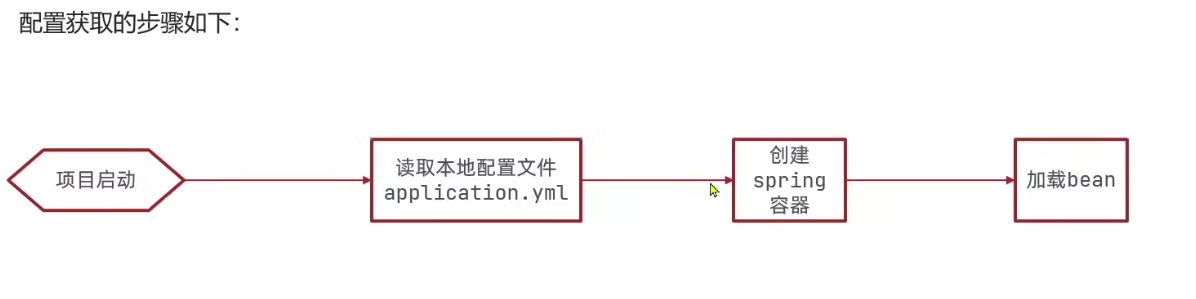 配置获取的步骤如下：
项目启动
读取本地配置文件
application.yml
创建
spring
容器
加载bean